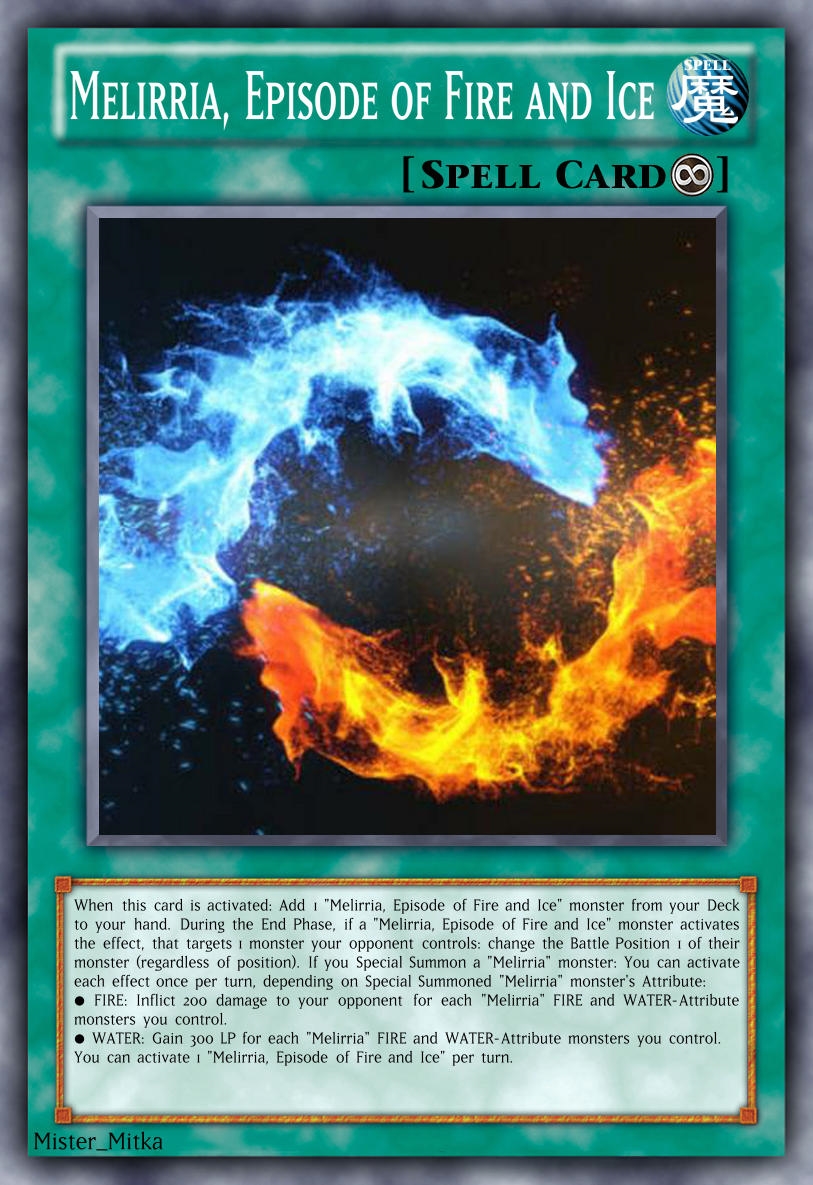 Melirria, Episode of Fire and Ice
SPELL
魔
[Spell Card∞]
When this card is activated: Add 1 "Melirria, Episode of Fire and Ice" monster from your Deck
to your hand. During the End Phase, if a "Melirria, Episode of Fire and Ice" monster activates
the effect, that targets 1 monster your opponent controls: change the Battle Position 1 of their
monster (regardless of position). If you Special Summon a "Melirria" monster: You can activate
each effect once per turn, depending on Special Summoned "Melirria" monster's Attribute:
● FIRE: Inflict 200 damage to your opponent for each "Melirria" FIRE and WATER-Attribute
monsters you control.
● WATER: Gain 300 LP for each "Melirria" FIRE and WATER-Attribute monsters you control.
You can activate 1 "Melirria, Episode of Fire and Ice" per turn.
Mister_Mitka